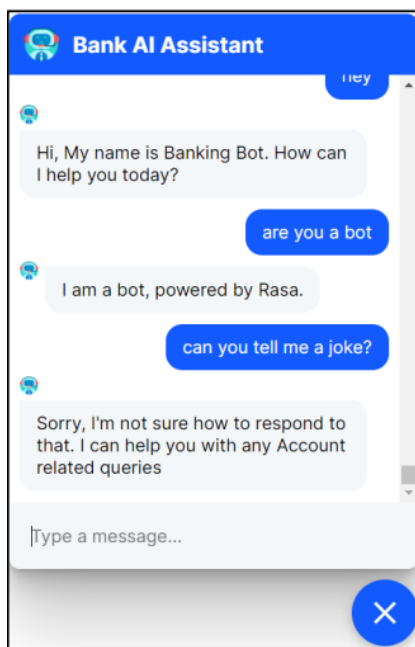 Bank AI Assistant
hey
Hi, My name is Banking Bot. How can
I help you today?
are you a bot
I am a bot, powered by Rasa.
can you tell me a joke?
Sorry, I'm not sure how to respond to
that. I can help you with any Account
related queries
Type a message...